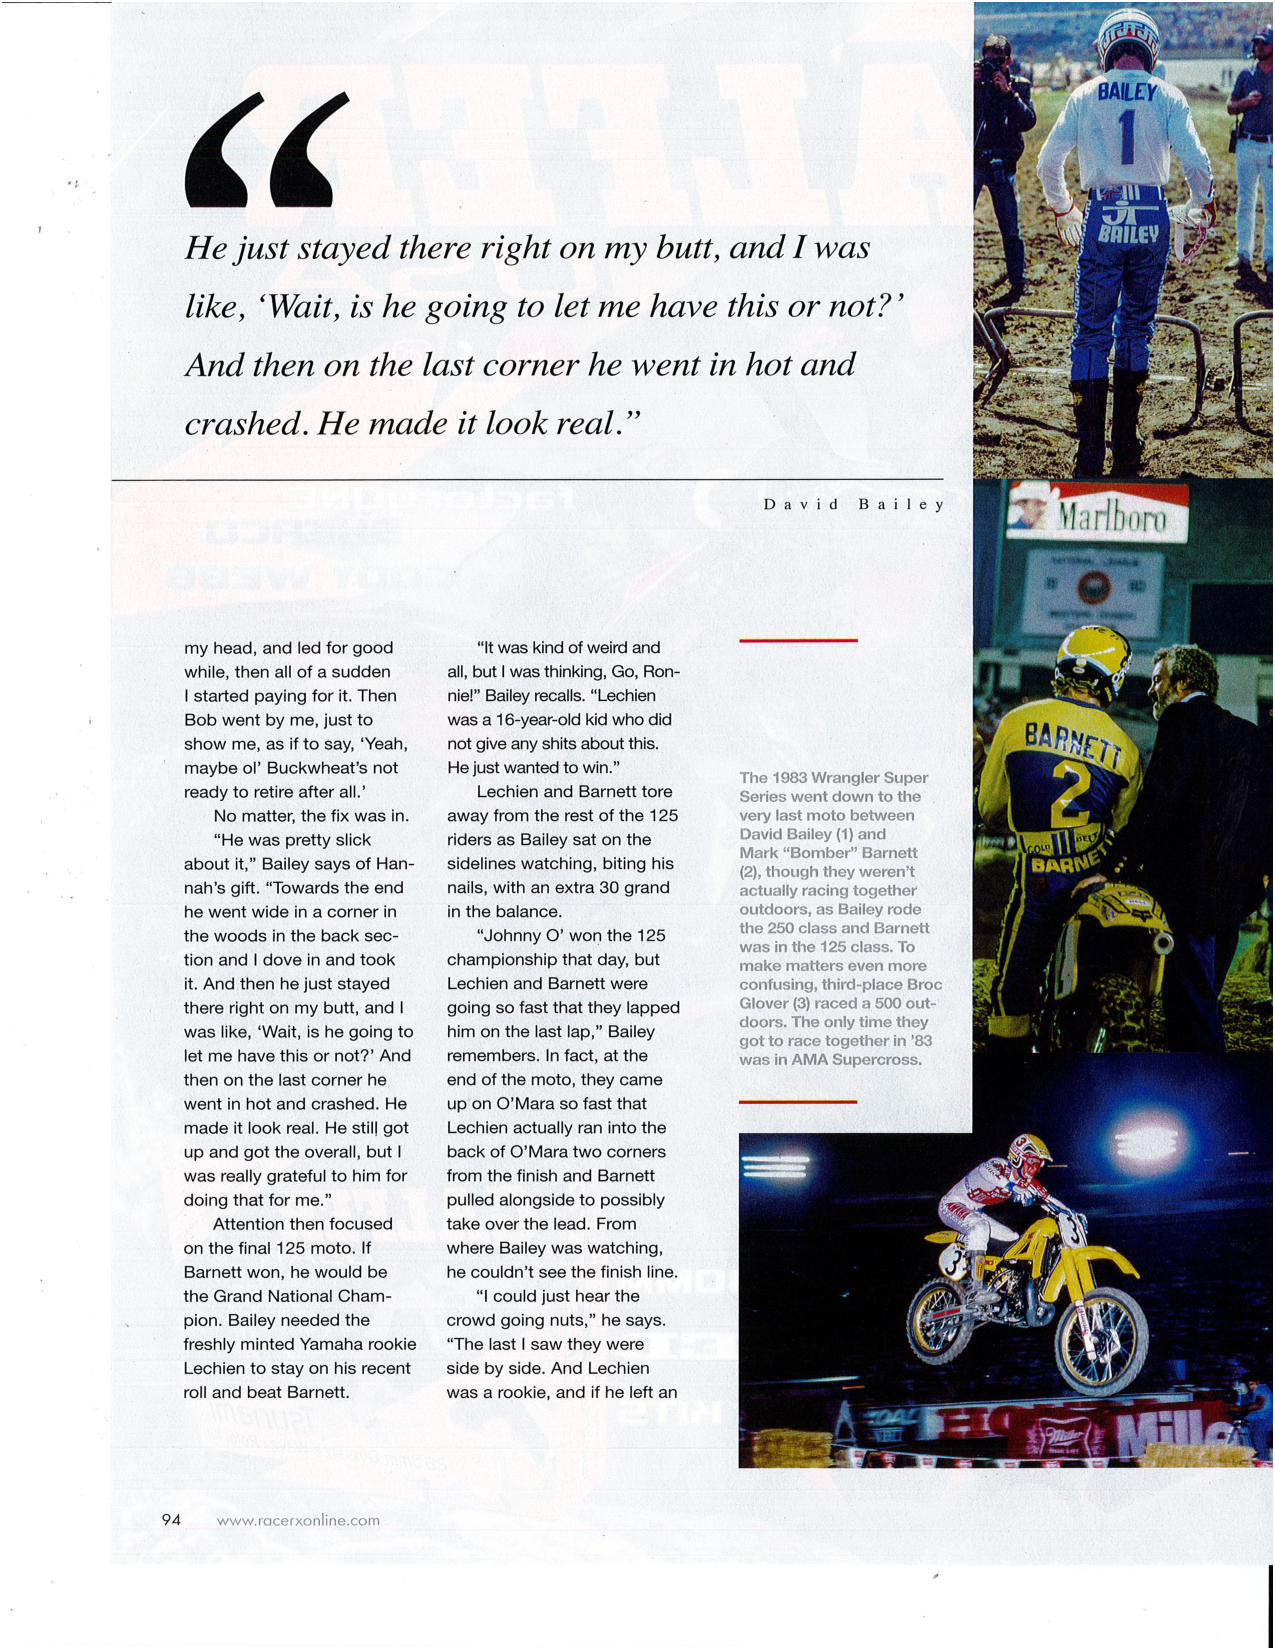 “
He just stayed there right on my butt, and I was
like, ‘Wait, is he going to let me have this or not?’
And then on the last corner he went in hot and
crashed. He made it look real.”
David Bailey
my head, and led for good
while, then all of a sudden
I started paying for it. Then
Bob went by me, just to
show me, as if to say, ‘Yeah,
maybe ol’ Buckwheat’s not
ready to retire after all.’
No matter, the fix was in.
“He was pretty slick
about it,” Bailey says of Han-
nah’s gift. “Towards the end
he went wide in a corner in
the woods in the back sec-
tion and I dove in and took
it. And then he just stayed
there right on my butt, and I
was like, ‘Wait, is he going to
let me have this or not?’ And
then on the last corner he
went in hot and crashed. He
made it look real. He still got
up and got the overall, but I
was really grateful to him for
doing that for me.”
Attention then focused
on the final 125 moto. If
Barnett won, he would be
the Grand National Cham-
pion. Bailey needed the
freshly minted Yamaha rookie
Lechien to stay on his recent
roll and beat Barnett.
“It was kind of weird and
all, but I was thinking, Go, Ron-
nie!” Bailey recalls. “Lechien
was a 16-year-old kid who did
not give any shits about this.
He just wanted to win.”
Lechien and Barnett tore
away from the rest of the 125
riders as Bailey sat on the
sidelines watching, biting his
nails, with an extra 30 grand
in the balance.
“Johnny O’ won the 125
championship that day, but
Lechien and Barnett were
going so fast that they lapped
him on the last lap,” Bailey
remembers. In fact, at the
end of the moto, they came
up on O’Mara so fast that
Lechien actually ran into the
back of O’Mara two corners
from the finish and Barnett
pulled alongside to possibly
take over the lead. From
where Bailey was watching,
he couldn’t see the finish line.
“I could just hear the
crowd going nuts,” he says.
“The last I saw they were
side by side. And Lechien
was a rookie, and if he left an
The 1983 Wrangler Super
Series went down to the
very last moto between
David Bailey (1) and
Mark “Bomber” Barnett
(2), though they weren’t
actually racing together
outdoors, as Bailey rode
the 250 class and Barnett
was in the 125 class. To
make matters even more
confusing, third-place Broc
Glover (3) raced a 500 out-
doors. The only time they
got to race together in ’83
was in AMA Supercross.
BAILEY
1
JT
BAILEY
Marlboro
BARNETT
2
GOLD BELT
BARNETT
3
3
Miller
Mille
94
www.racerxonline.com